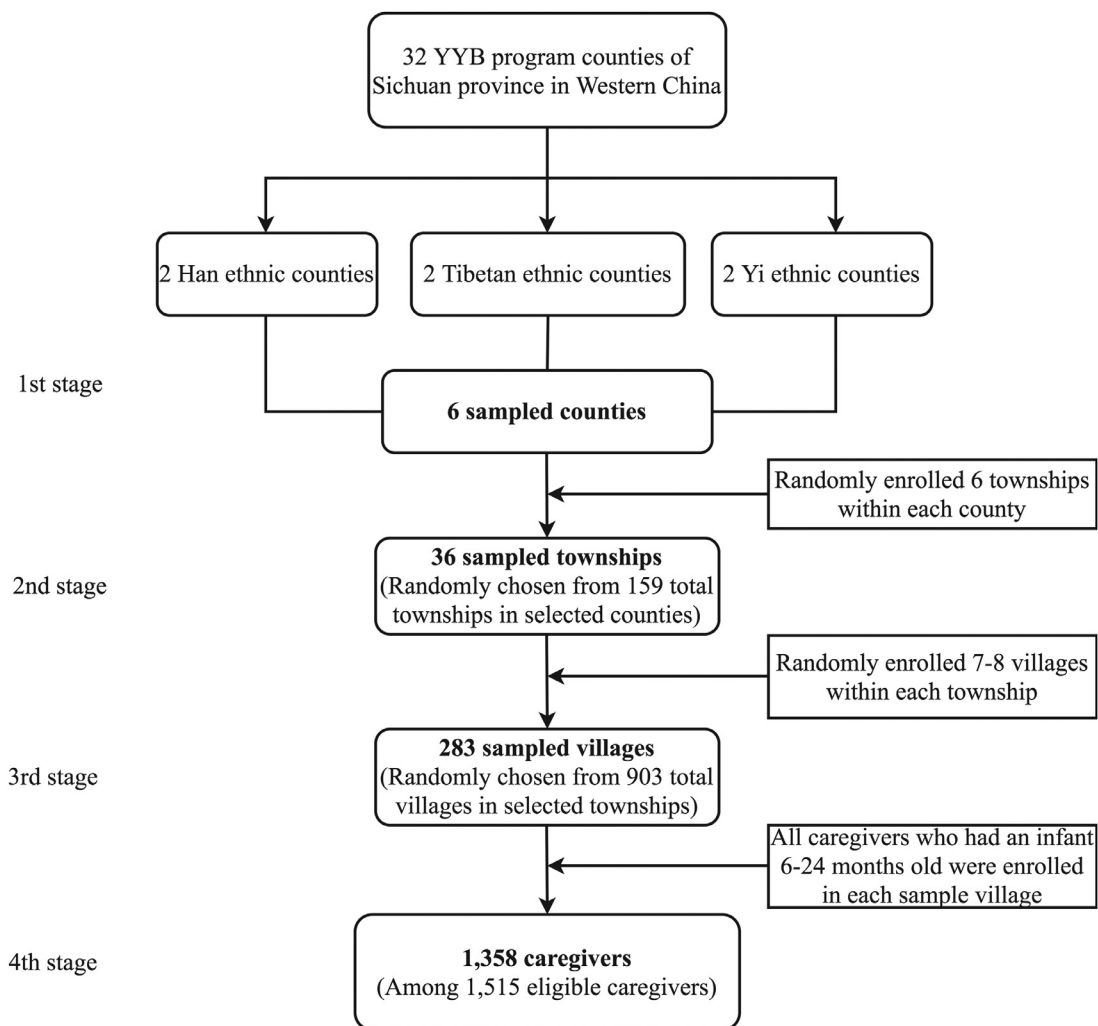 32 YYB program counties of
Sichuan province in Western China
2 Han ethnic counties
2 Tibetan ethnic counties
2 Yi ethnic counties
1st stage
6 sampled counties
Randomly enrolled 6 townships
within each county
2nd stage
36 sampled townships
(Randomly chosen from 159 total
townships in selected counties)
Randomly enrolled 7-8 villages
within each township
3rd stage
283 sampled villages
(Randomly chosen from 903 total
villages in selected townships)
All caregivers who had an infant
6-24 months old were enrolled
in each sample village
4th stage
1,358 caregivers
(Among 1,515 eligible caregivers)